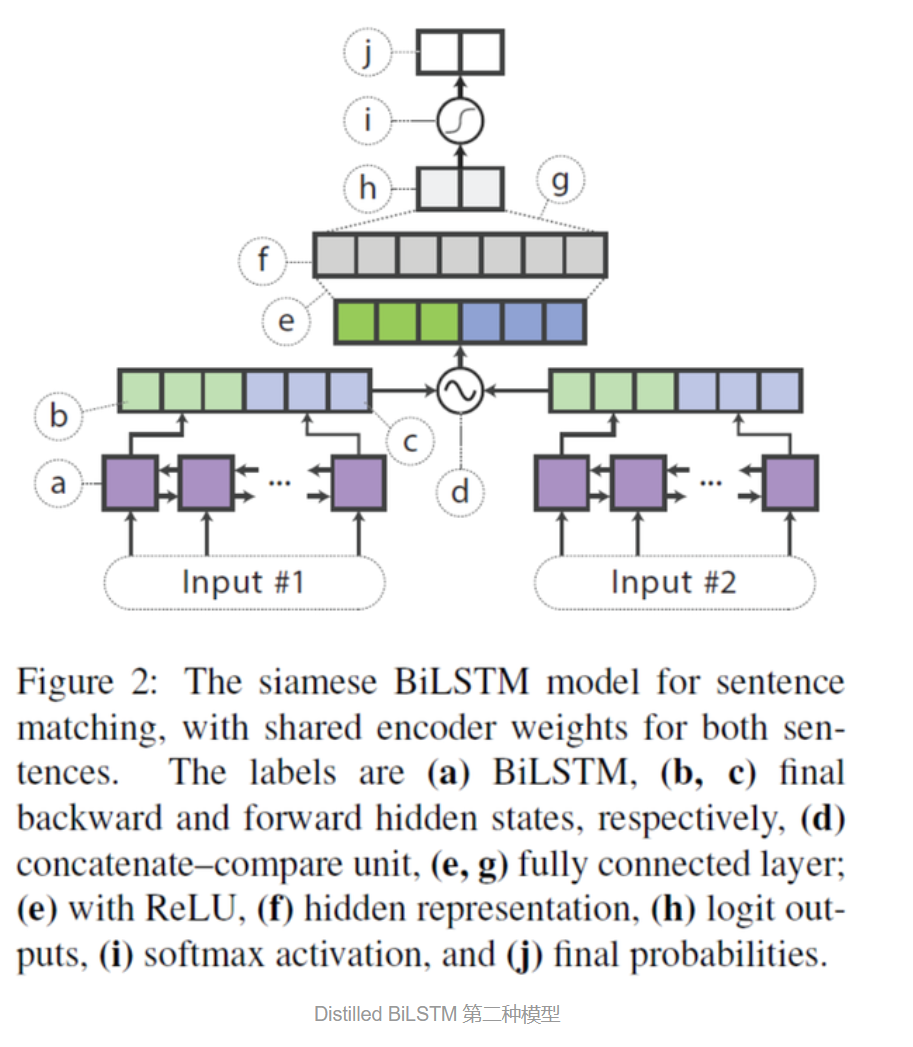 j
i
h
g
f
e
b
c
a
d
...
...
Input #1
Input #2
Figure 2: The siamese BiLSTM model for sentence
matching, with shared encoder weights for both sen-
tences. The labels are (a) BiLSTM, (b, c) final
backward and forward hidden states, respectively, (d)
concatenate–compare unit, (e, g) fully connected layer;
(e) with ReLU, (f) hidden representation, (h) logit out-
puts, (i) softmax activation, and (j) final probabilities.
Distilled BiLSTM 第二种模型